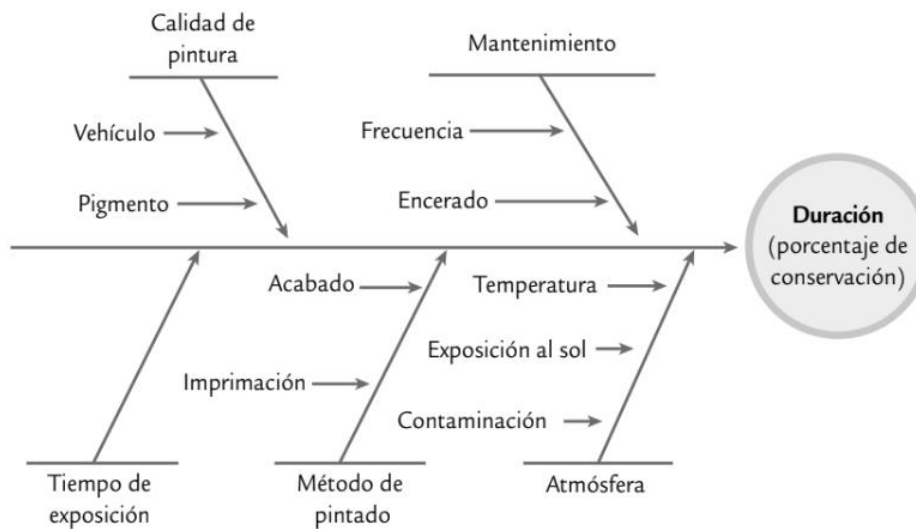 Calidad de
pintura
Mantenimiento
Vehículo
Frecuencia
Pigmento
Encerado
Duración
(porcentaje de
conservación)
Acabado
Temperatura
Exposición al sol
Imprimación
Contaminación
Tiempo de
exposición
Método de
pintado
Atmósfera